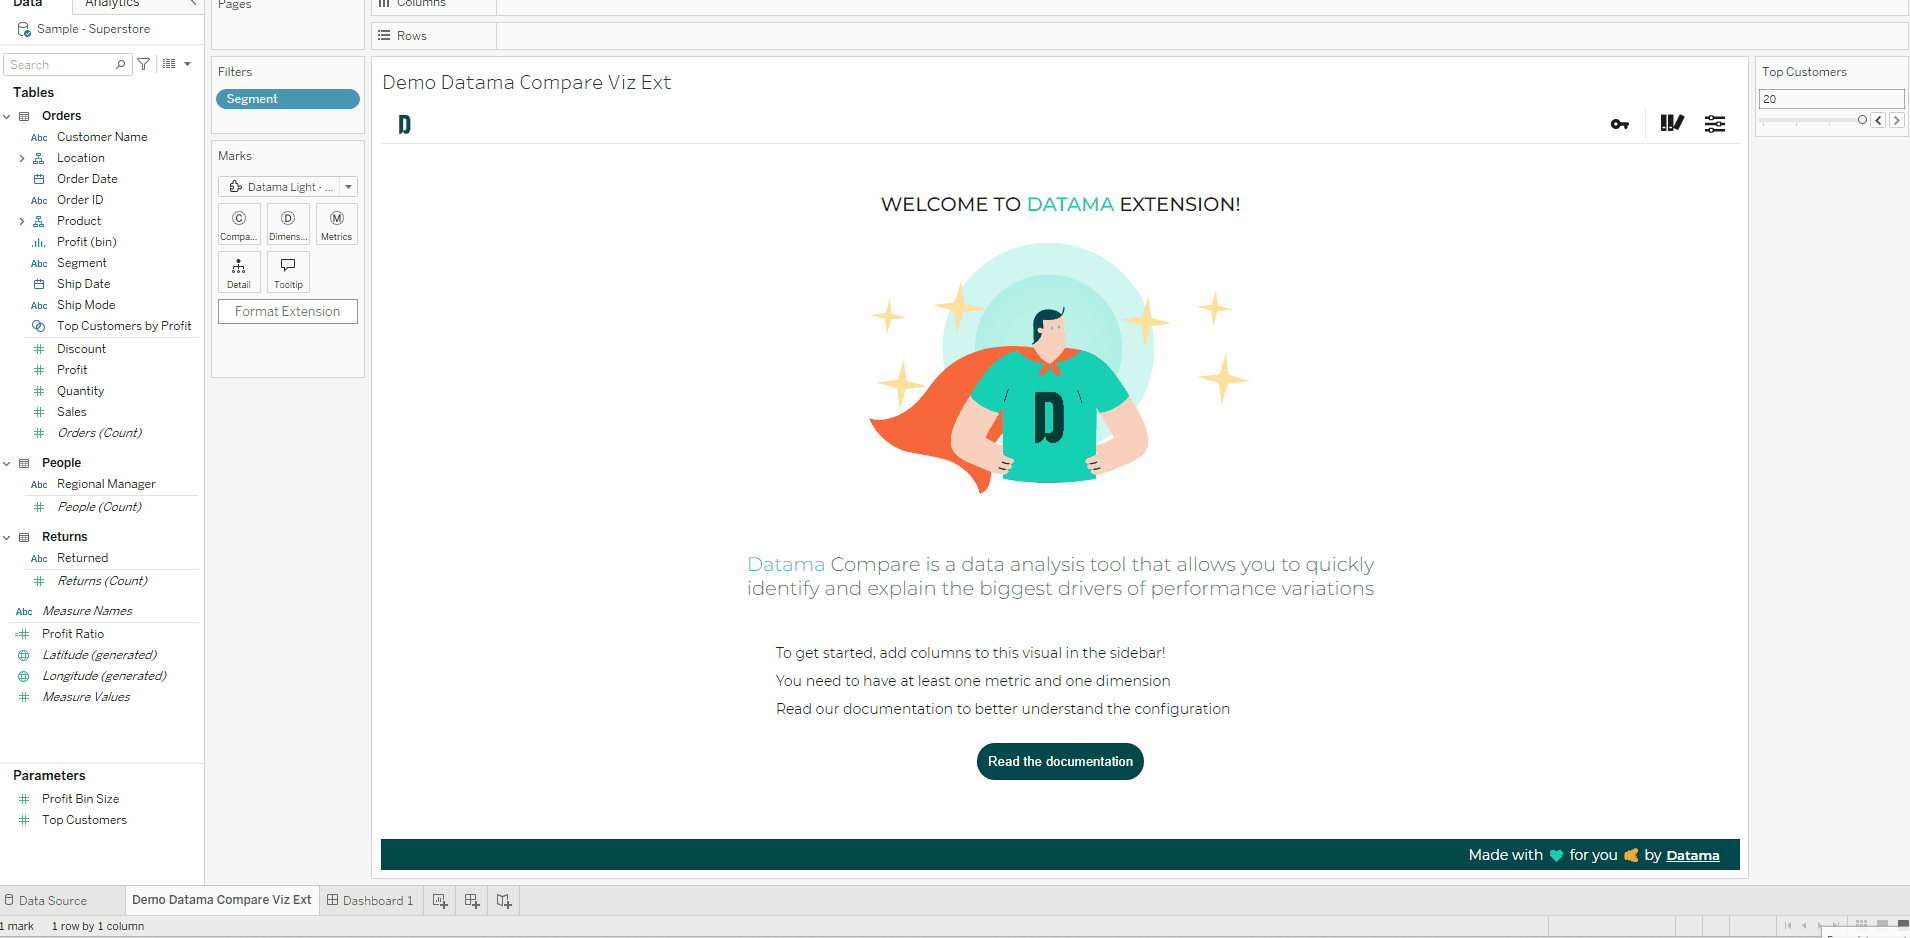 Data
Analytics
Sample - Superstore
Search
Tables
Orders
Abc Customer Name
Location
Order Date
Abc Order ID
Product
Profit (bin)
Abc Segment
Ship Date
Abc Ship Mode
Top Customers by Profit
Discount
Profit
Quantity
Sales
Orders (Count)
People
Abc Regional Manager
People (Count)
Returns
Abc Returned
Returns (Count)
Abc Measure Names
Profit Ratio
Latitude (generated)
Longitude (generated)
Measure Values
Parameters
Profit Bin Size
Top Customers
Pages
Filters
Segment
Marks
Datama Light - ...
C D M
Compa... Dimens... Metrics
Detail Tooltip
Format Extension
Columns
Rows
Demo Datama Compare Viz Ext
D
WELCOME TO DATAMA EXTENSION!
D
Datama Compare is a data analysis tool that allows you to quickly
identify and explain the biggest drivers of performance variations
To get started, add columns to this visual in the sidebar!
You need to have at least one metric and one dimension
Read our documentation to better understand the configuration
Read the documentation
Made with for you by Datama
Top Customers
20
Data Source
Demo Datama Compare Viz Ext
Dashboard 1
1 mark 1 row by 1 column